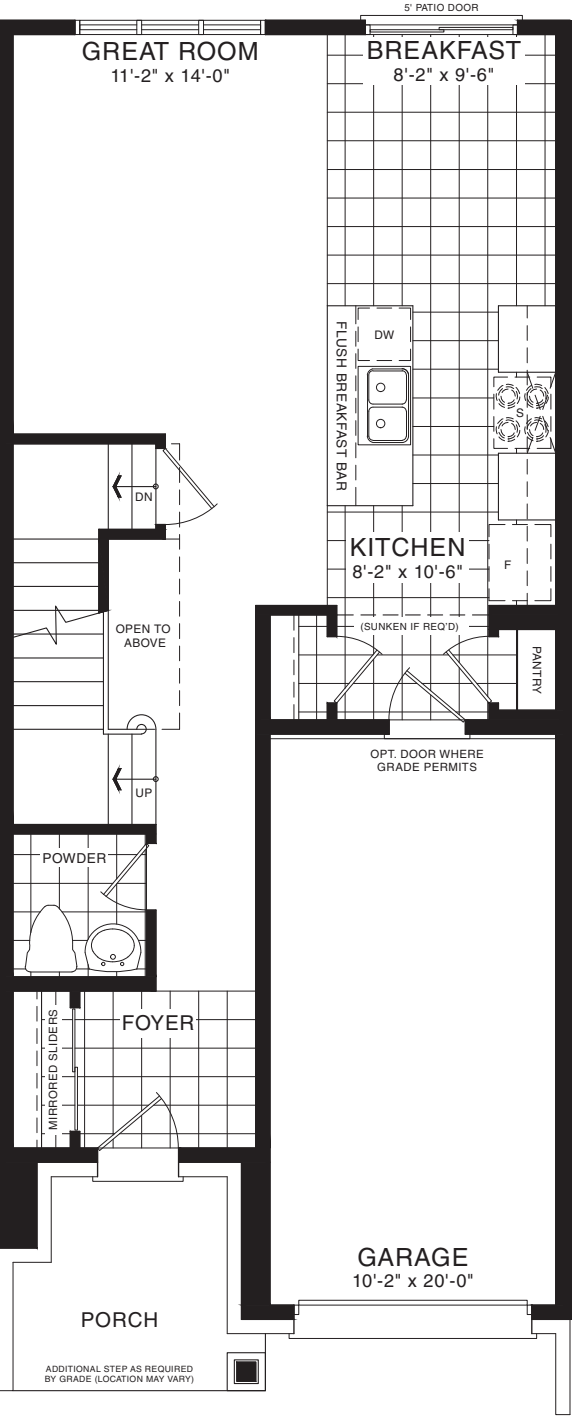 5' PATIO DOOR
GREAT ROOM
11'-2" x 14'-0"
BREAKFAST
8'-2" x 9'-6"
FLUSH BREAKFAST BAR
DW
S
DN
KITCHEN
8'-2" x 10'-6"
F
OPEN TO
ABOVE
(SUNKEN IF REQ'D)
PANTRY
OPT. DOOR WHERE
GRADE PERMITS
UP
POWDER
MIRRORED SLIDERS
FOYER
GARAGE
10'-2" x 20'-0"
PORCH
ADDITIONAL STEP AS REQUIRED
BY GRADE (LOCATION MAY VARY)